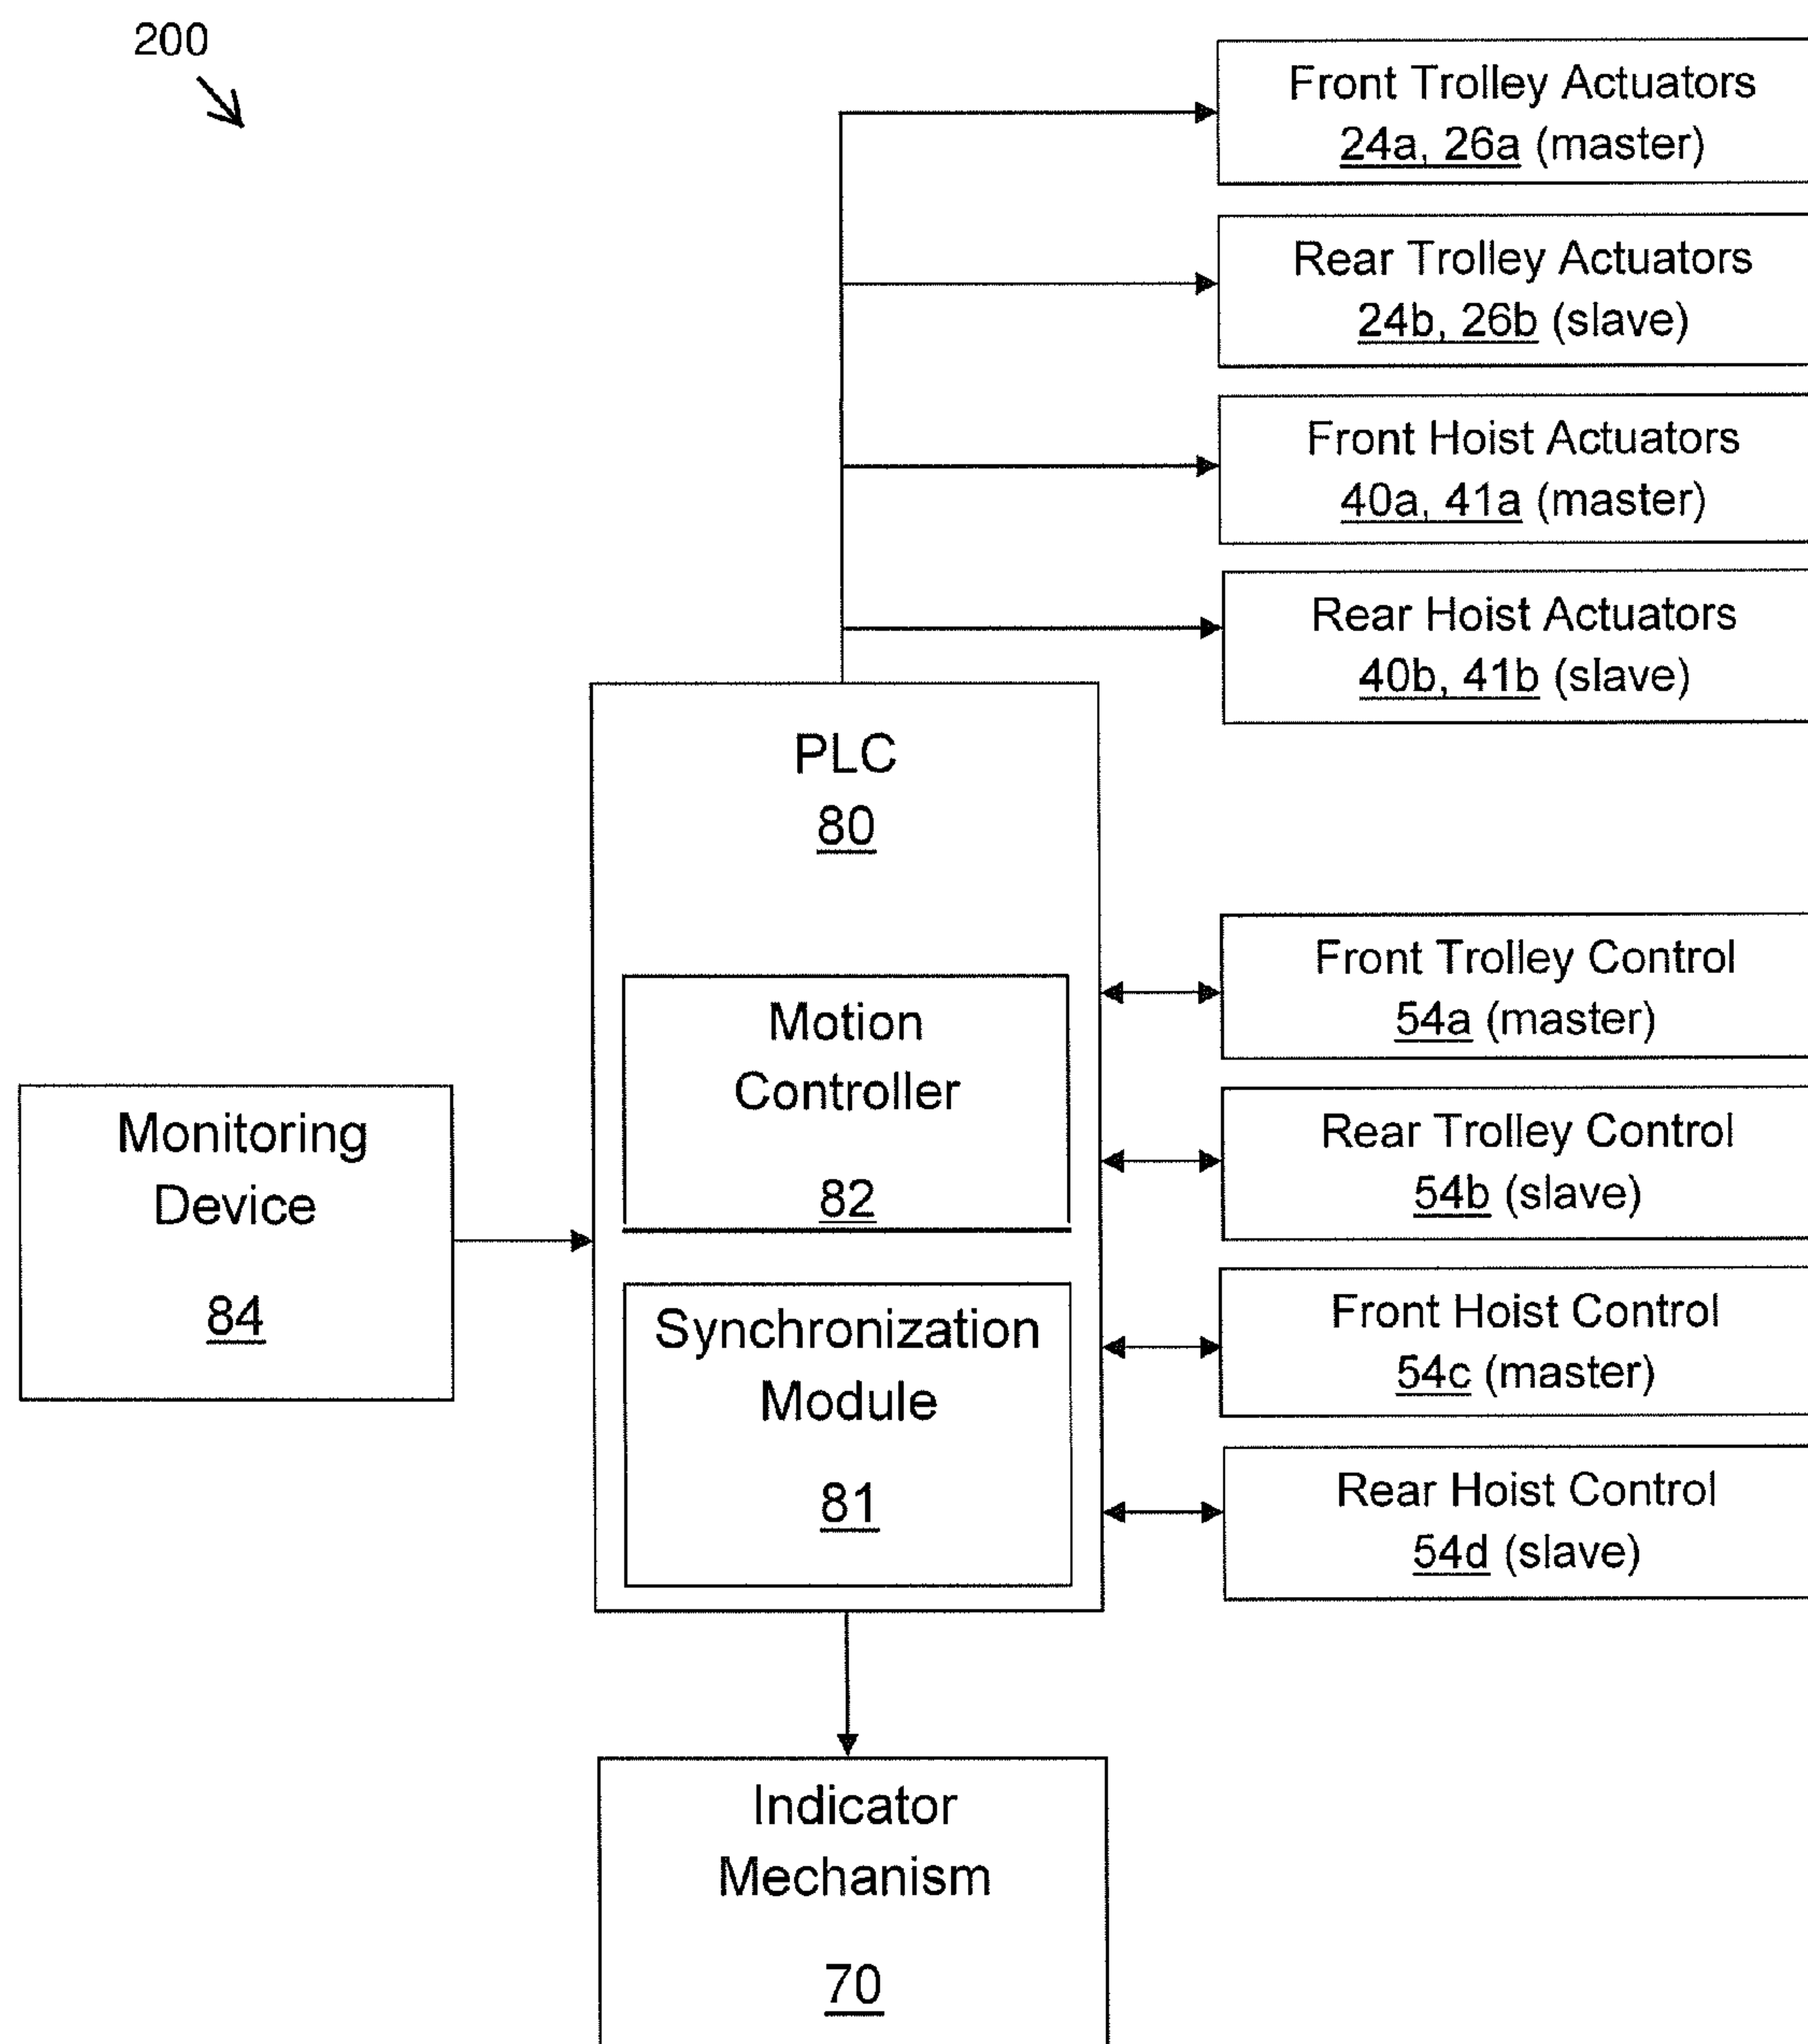 200
Front Trolley Actuators
24a, 26a (master)
Rear Trolley Actuators
24b, 26b (slave)
Front Hoist Actuators
40a, 41a (master)
Rear Hoist Actuators
40b, 41b (slave)
PLC
80
Motion
Controller
82
Synchronization
Module
81
Monitoring
Device
84
Front Trolley Control
54a (master)
Rear Trolley Control
54b (slave)
Front Hoist Control
54c (master)
Rear Hoist Control
54d (slave)
Indicator
Mechanism
70